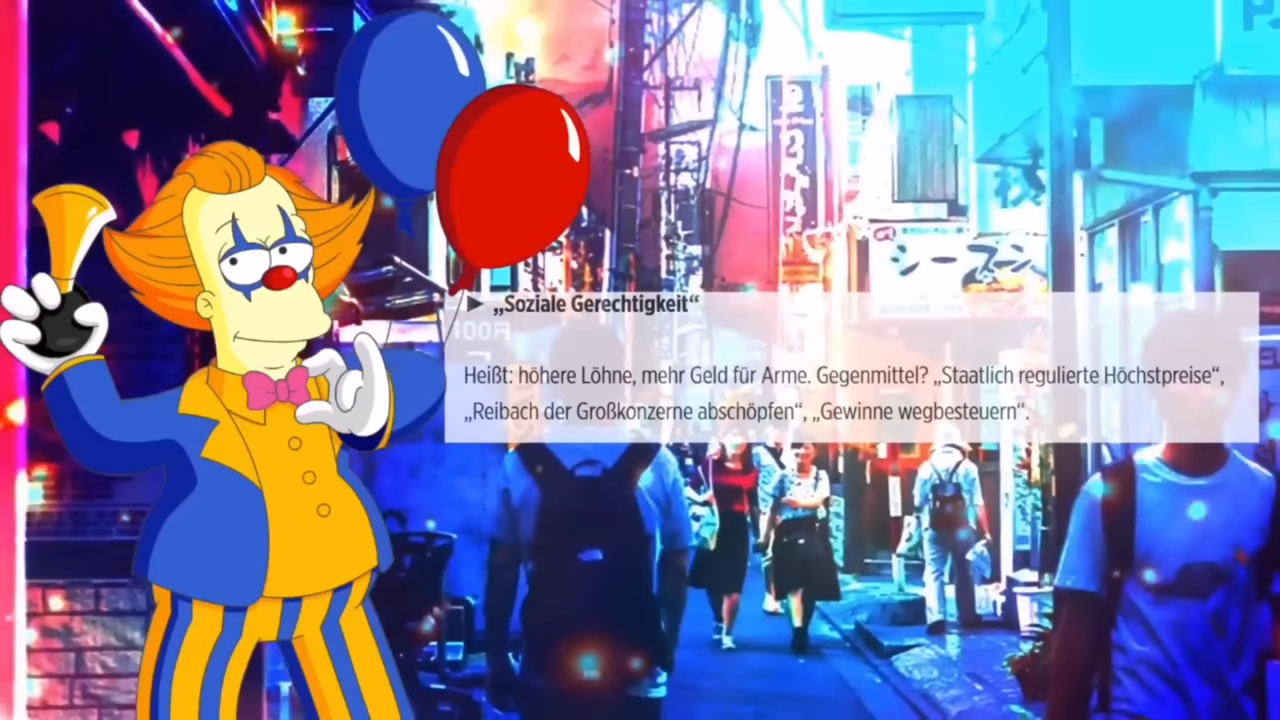 ► „Soziale Gerechtigkeit“
Heißt: höhere Löhne, mehr Geld für Arme. Gegenmittel? „Staatlich regulierte Höchstpreise“,
„Reibach der Großkonzerne abschöpfen“, „Gewinne wegbesteuern“.